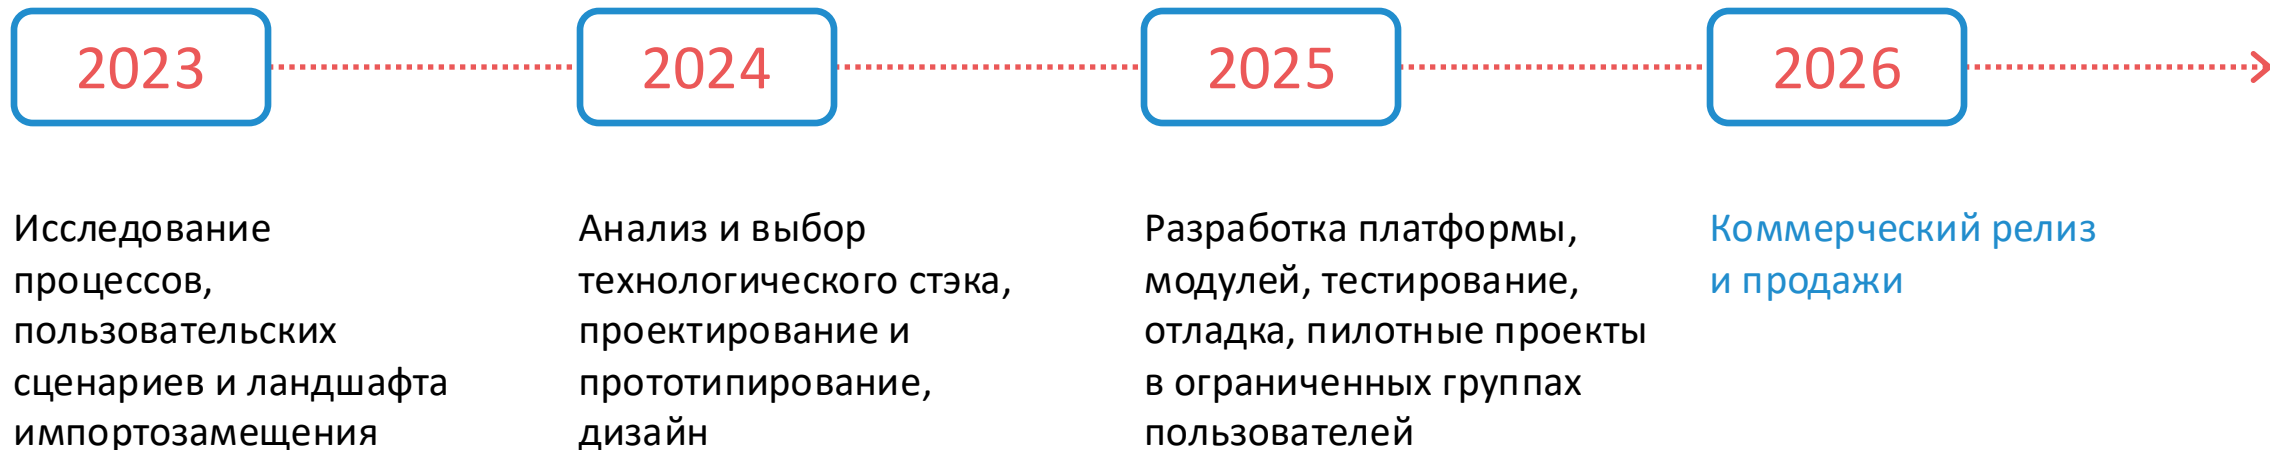 2023
2024
2025
2026
Исследование
процессов,
пользовательских
сценариев и ландшафта
импортозамещения
Анализ и выбор
технологического стэка,
проектирование и
прототипирование,
дизайн
Разработка платформы,
модулей, тестирование,
отладка, пилотные проекты
в ограниченных группах
пользователей
Коммерческий релиз
и продажи